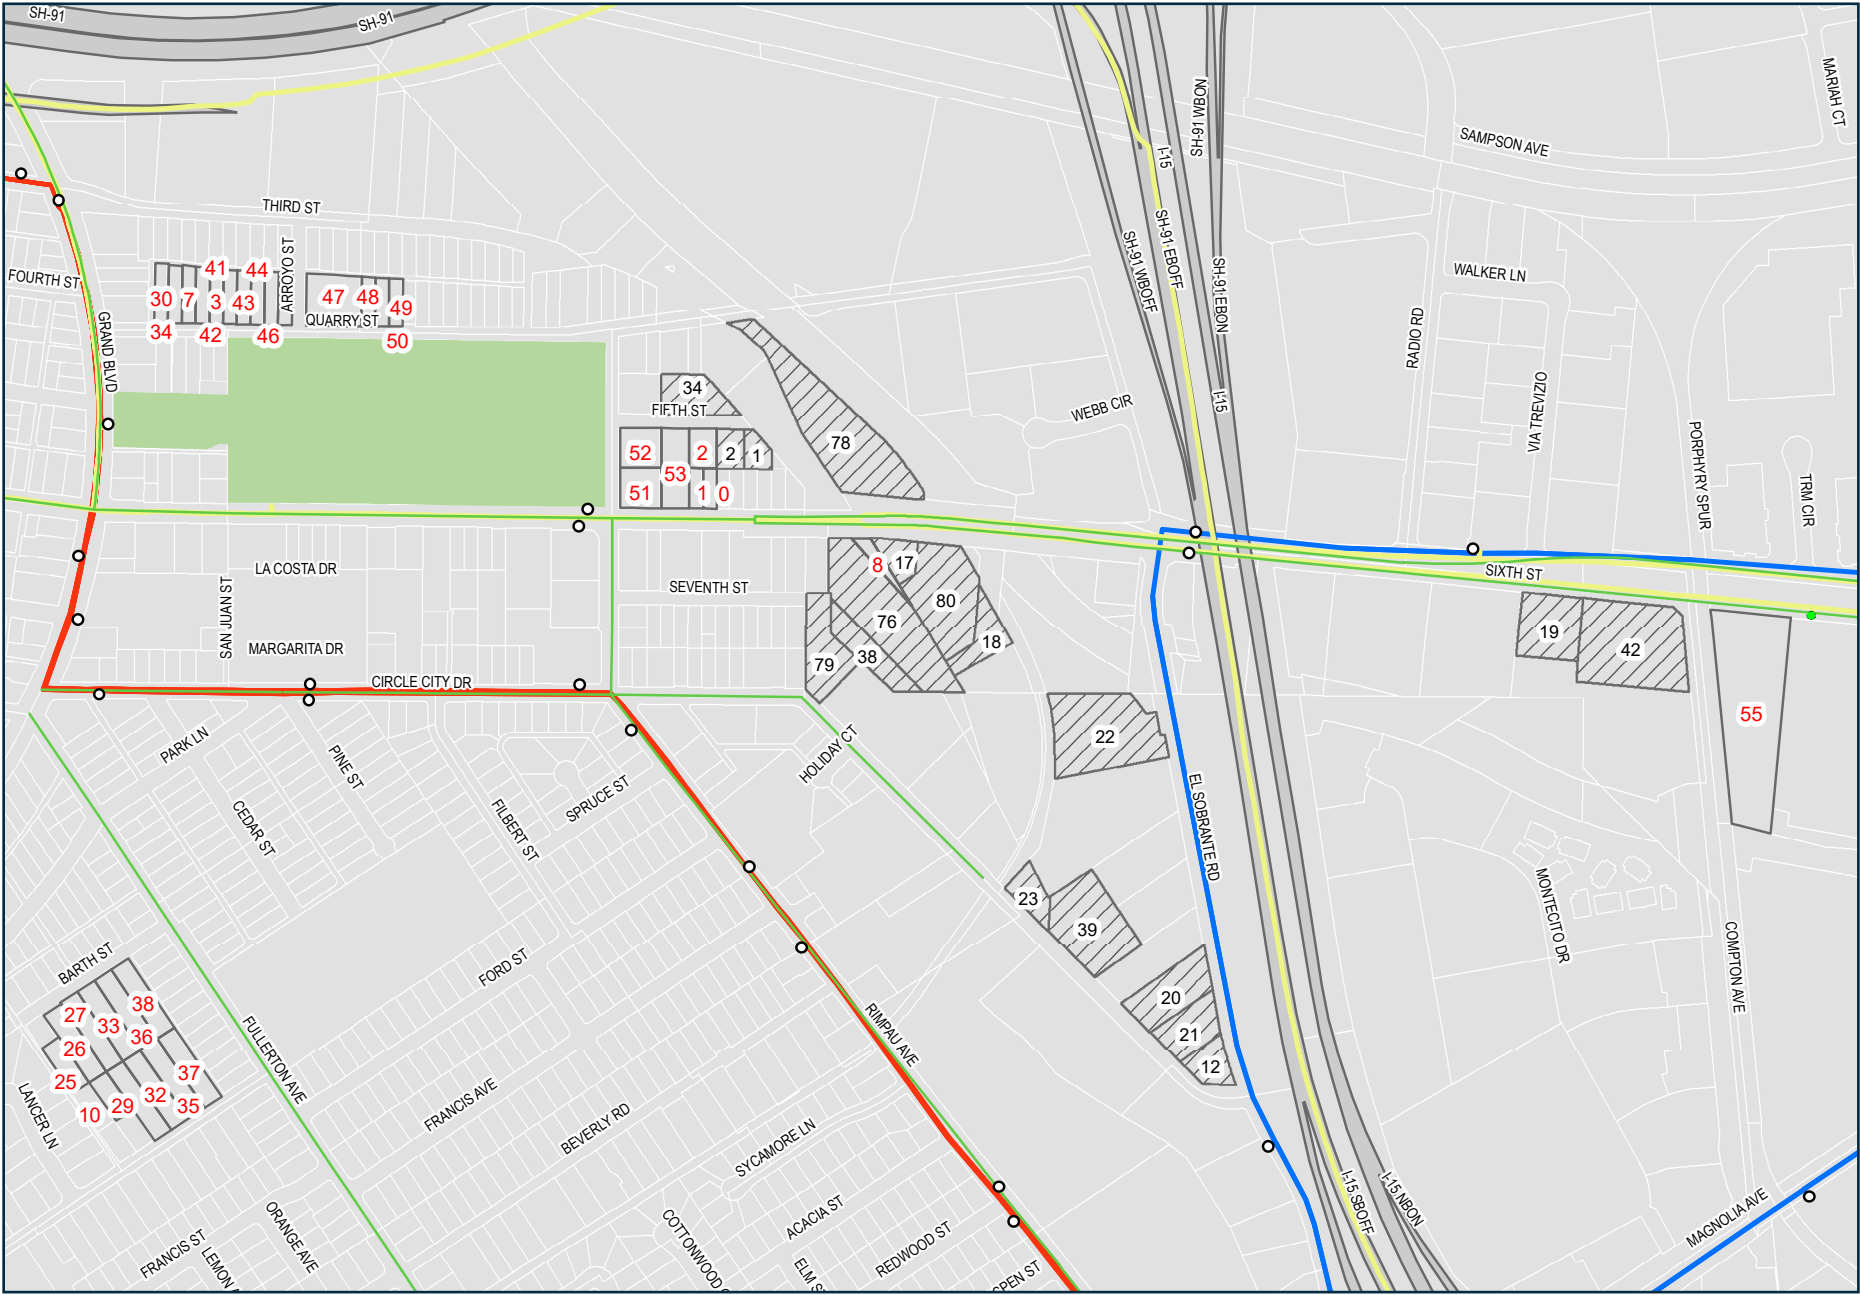 SH-91
SH-91
MARIAH CT
SH-91 WBON
SAMPSON AVE
I-15
THIRD ST
SH-91 WBOFF
SH-91 EBOFF
SH-91 EBON
FOURTH ST
ARROYO ST
WALKER LN
41
44
30
7
3
43
47
48
49
QUARRY ST
34
42
46
50
GRAND BLVD
RADIO RD
34
FIFTH ST
WEBB CIR
I-15
VIA TREVIZIO
78
52
53
2
2
1
51
1
0
PORPHYRY SPUR
TRM CIR
LA COSTA DR
SAN JUAN ST
SEVENTH ST
8
17
80
76
18
79
38
SIXTH ST
19
42
MARGARITA DR
CIRCLE CITY DR
55
22
PARK LN
PINE ST
HOLIDAY CT
CEDAR ST
FILBERT ST
SPRUCE ST
EL SOBRANTE RD
23
39
MONTECITO DR
COMPTON AVE
BARTH ST
FORD ST
27
33
38
36
26
25
37
10
29
32
35
20
21
12
RIMPAU AVE
FULLERTON AVE
LANCER LN
FRANCIS AVE
BEVERLY RD
SYCAMORE LN
I-15 SBOFF
I-15 NBON
MAGNOLIA AVE
ORANGE AVE
FRANCIS ST
LEMON
COTTONWOOD
ACACIA ST
REDWOOD ST
ELM S
SPEN ST